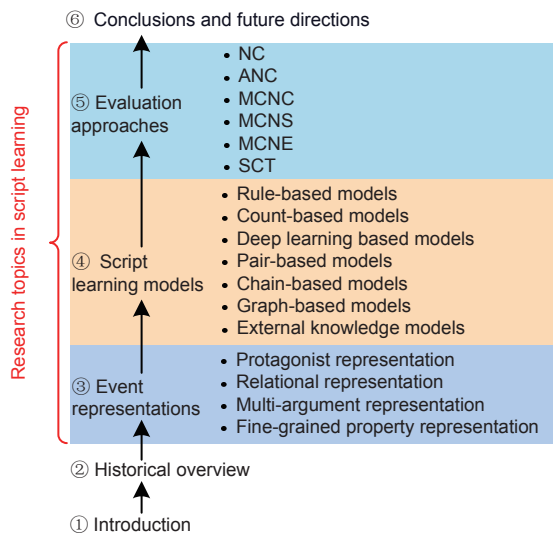 ⑥ Conclusions and future directions
Research topics in script learning
⑤ Evaluation
approaches
• NC
• ANC
• MCNC
• MCNS
• MCNE
• SCT
④ Script
learning models
• Rule-based models
• Count-based models
• Deep learning based models
• Pair-based models
• Chain-based models
• Graph-based models
• External knowledge models
③ Event
representations
• Protagonist representation
• Relational representation
• Multi-argument representation
• Fine-grained property representation
② Historical overview
① Introduction